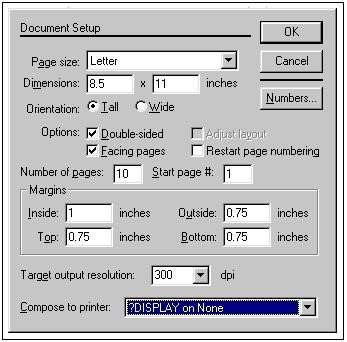 Document Setup
OK
Page size: Letter
Cancel
Dimensions: 8.5 x 11 inches
Numbers...
Orientation: Tall Wide
Options: Double-sided Adjust layout
Facing pages Restart page numbering
Number of pages: 10 Start page #: 1
Margins
Inside: 1 inches Outside: 0.75 inches
Top: 0.75 inches Bottom: 0.75 inches
Target output resolution: 300 dpi
Compose to printer: ?DISPLAY on None